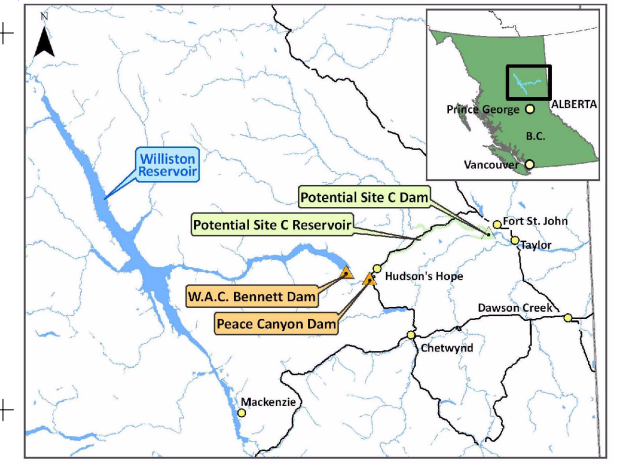 N
Williston
Reservoir
Potential Site C Dam
Potential Site C Reservoir
W.A.C. Bennett Dam
Peace Canyon Dam
Hudson's Hope
Fort St. John
Taylor
Dawson Creek
Chetwynd
Mackenzie
Prince George
ALBERTA
B.C.
Vancouver